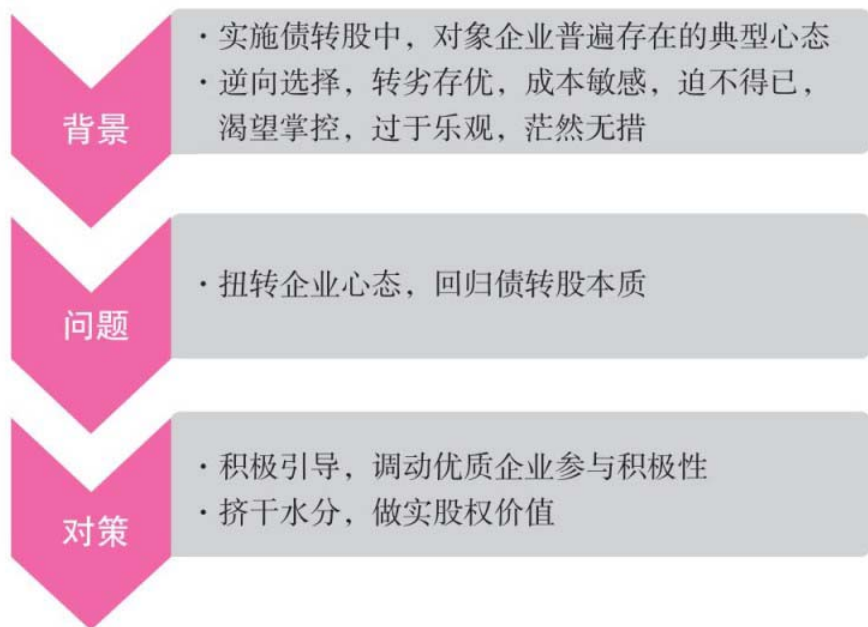 背景
·实施债转股中，对象企业普遍存在的典型心态
·逆向选择，转劣存优，成本敏感，迫不得已，
渴望掌控，过于乐观，茫然无措
问题
·扭转企业心态，回归债转股本质
对策
·积极引导，调动优质企业参与积极性
·挤干水分，做实股权价值